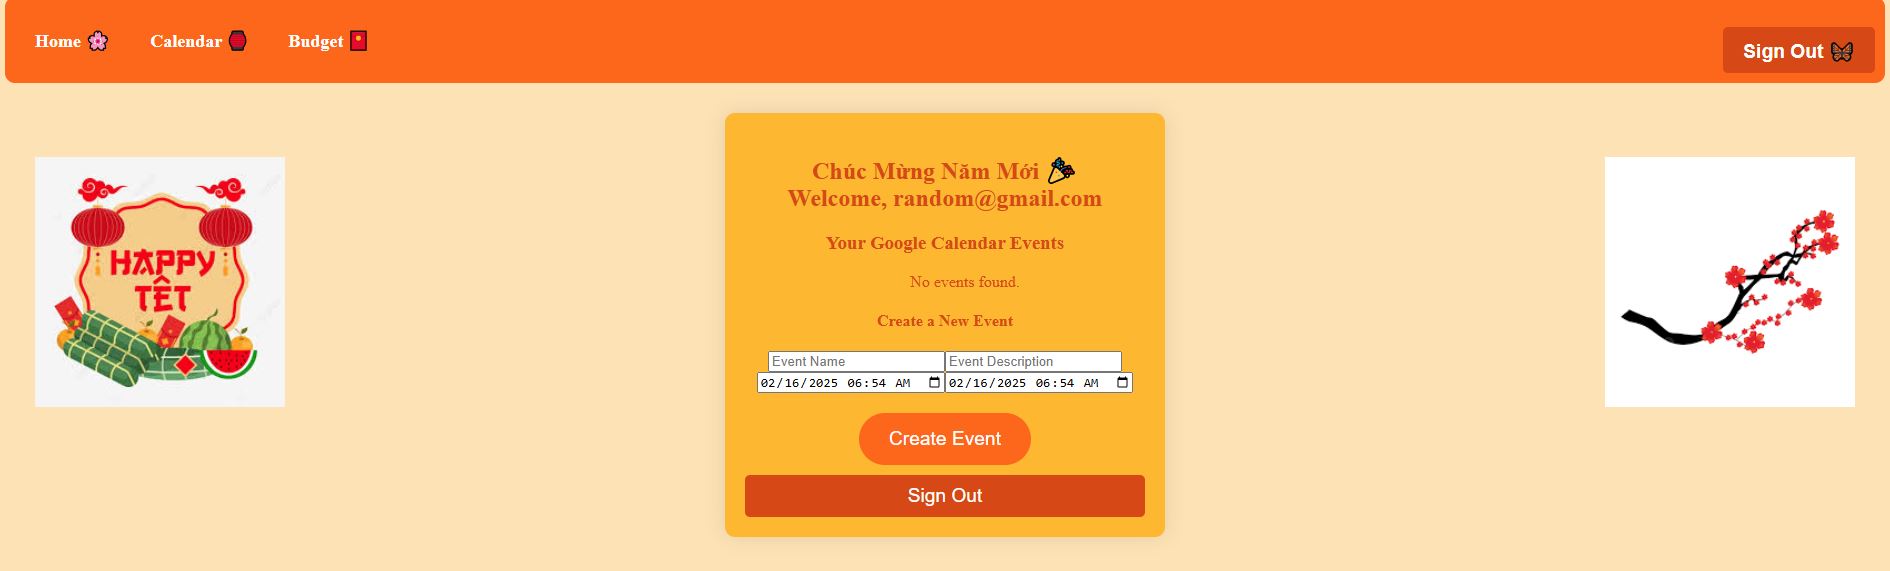 Home
Calendar
Budget
Sign Out
HAPPY
TẾT
Chúc Mừng Năm Mới
Welcome, random@gmail.com
Your Google Calendar Events
No events found.
Create a New Event
Event Name Event Description
02/16/2025 06:54 AM 02/16/2025 06:54 AM
Create Event
Sign Out